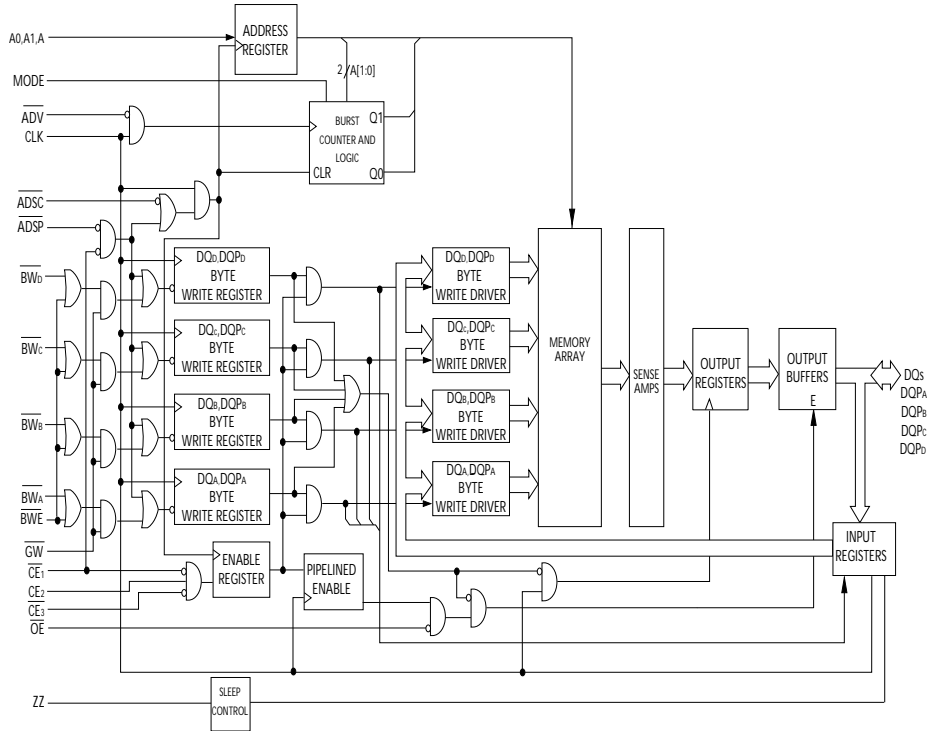 A0,A1,A
ADDRESS
REGISTER
MODE
2
A[1:0]
ADV
CLK
BURST
COUNTER AND
LOGIC
Q1
CLR
Q0
ADSC
ADSP
BWD
DQD,DQPD
BYTE
WRITE REGISTER
DQD,DQPD
BYTE
WRITE DRIVER
BWC
DQC,DQPC
BYTE
WRITE REGISTER
DQC,DQPC
BYTE
WRITE DRIVER
BWB
DQB,DQPB
BYTE
WRITE REGISTER
DQB,DQPB
BYTE
WRITE DRIVER
BWA
BWE
DQA,DQPA
BYTE
WRITE REGISTER
DQA,DQPA
BYTE
WRITE DRIVER
MEMORY
ARRAY
SENSE
AMPS
OUTPUT
REGISTERS
OUTPUT
BUFFERS
E
DQs
DQPA
DQPB
DQPC
DQPD
GW
CE1
CE2
CE3
OE
ENABLE
REGISTER
PIPELINED
ENABLE
INPUT
REGISTERS
ZZ
SLEEP
CONTROL